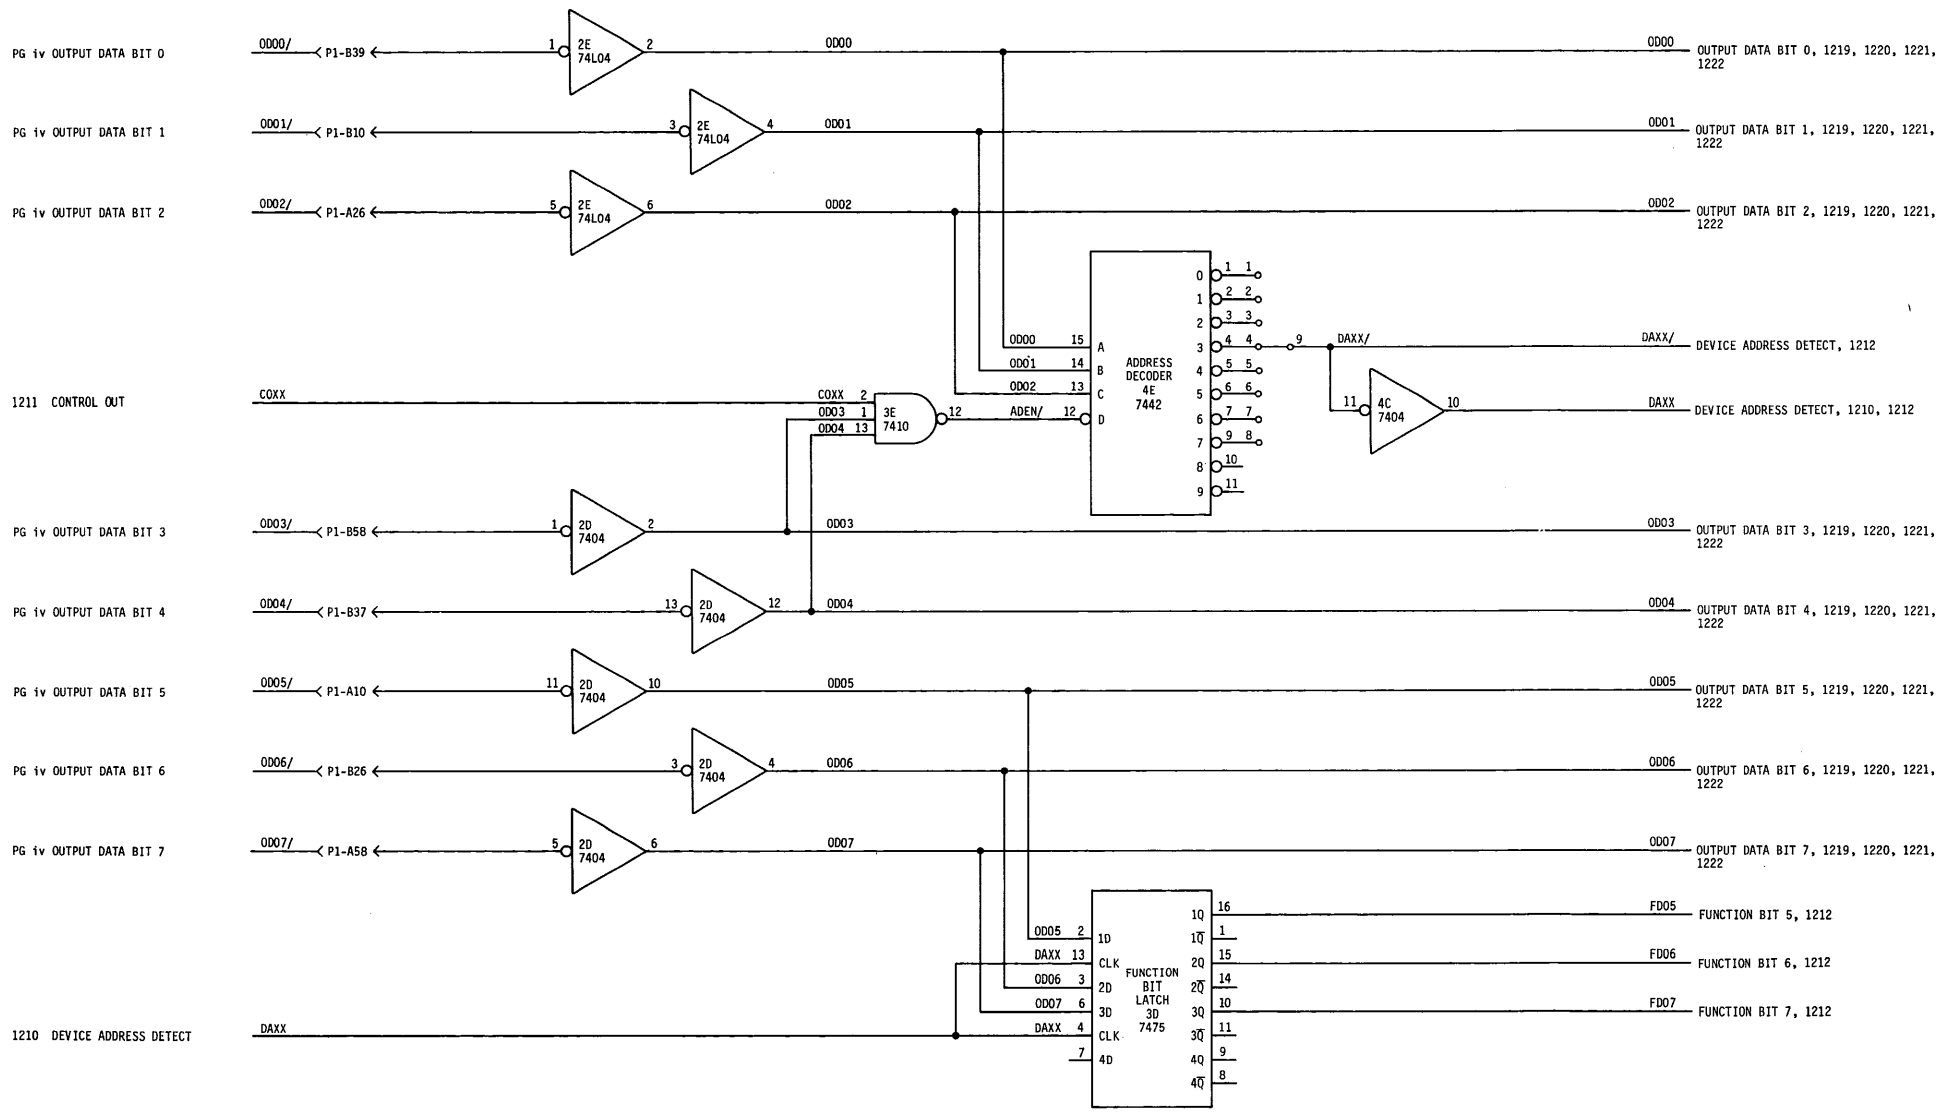 PG iv OUTPUT DATA BIT 0 OD00/ P1-B39 1 2E 74L04 2 OD00 OD00 OUTPUT DATA BIT 0, 1219, 1220, 1221, 1222
PG iv OUTPUT DATA BIT 1 OD01/ P1-B10 3 2E 74L04 4 OD01 OD01 OUTPUT DATA BIT 1, 1219, 1220, 1221, 1222
PG iv OUTPUT DATA BIT 2 OD02/ P1-A26 5 2E 74L04 6 OD02 OD02 OUTPUT DATA BIT 2, 1219, 1220, 1221, 1222
0 1 1
1 2 2
2 3 3
OD00 15 A 3 4 4 9 DAXX/ DAXX/ DEVICE ADDRESS DETECT, 1212
OD01 14 B 4 5 5
OD02 13 C 5 6 6
ADDRESS
DECODER
4E
7442
1211 CONTROL OUT COXX COXX 2
OD03 1
OD04 13
3E
7410
12 ADEN/ 12 D 6 7 7
7 9 8
8 10
9 11
11 4C 7404 10 DAXX DEVICE ADDRESS DETECT, 1210, 1212
PG iv OUTPUT DATA BIT 3 OD03/ P1-B58 1 2D 7404 2 OD03 OD03 OUTPUT DATA BIT 3, 1219, 1220, 1221, 1222
PG iv OUTPUT DATA BIT 4 OD04/ P1-B37 13 2D 7404 12 OD04 OD04 OUTPUT DATA BIT 4, 1219, 1220, 1221, 1222
PG iv OUTPUT DATA BIT 5 OD05/ P1-A10 11 2D 7404 10 OD05 OD05 OUTPUT DATA BIT 5, 1219, 1220, 1221, 1222
PG iv OUTPUT DATA BIT 6 OD06/ P1-B26 3 2D 7404 4 OD06 OD06 OUTPUT DATA BIT 6, 1219, 1220, 1221, 1222
PG iv OUTPUT DATA BIT 7 OD07/ P1-A58 5 2D 7404 6 OD07 OD07 OUTPUT DATA BIT 7, 1219, 1220, 1221, 1222
1Q 16 FD05 FUNCTION BIT 5, 1212
OD05 2 1D 1Q̅ 1
DAXX 13 CLK 2Q 15 FD06 FUNCTION BIT 6, 1212
OD06 3 2D 2Q̅ 14
OD07 6 3D 3Q 10 FD07 FUNCTION BIT 7, 1212
FUNCTION
BIT
LATCH
3D
7475
1210 DEVICE ADDRESS DETECT DAXX DAXX 4 CLK 3Q̅ 11
7 4D 4Q 9
4Q̅ 8